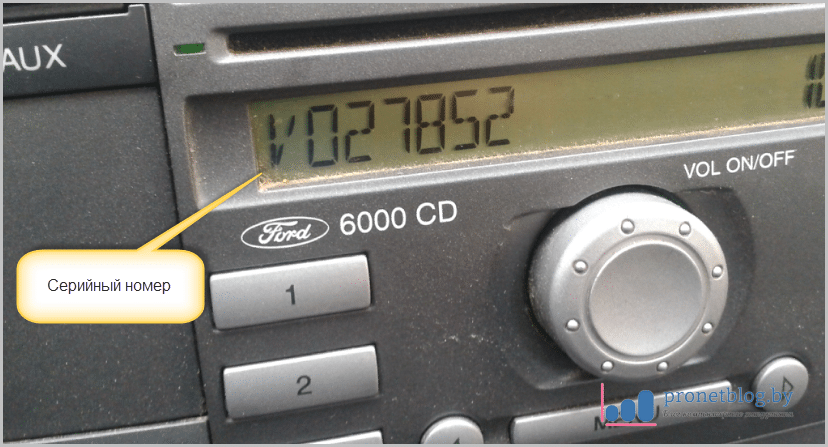 AUX
V027852
VOL ON/OFF
Ford 6000 CD
Серийный номер
1
2
pronetblog.by